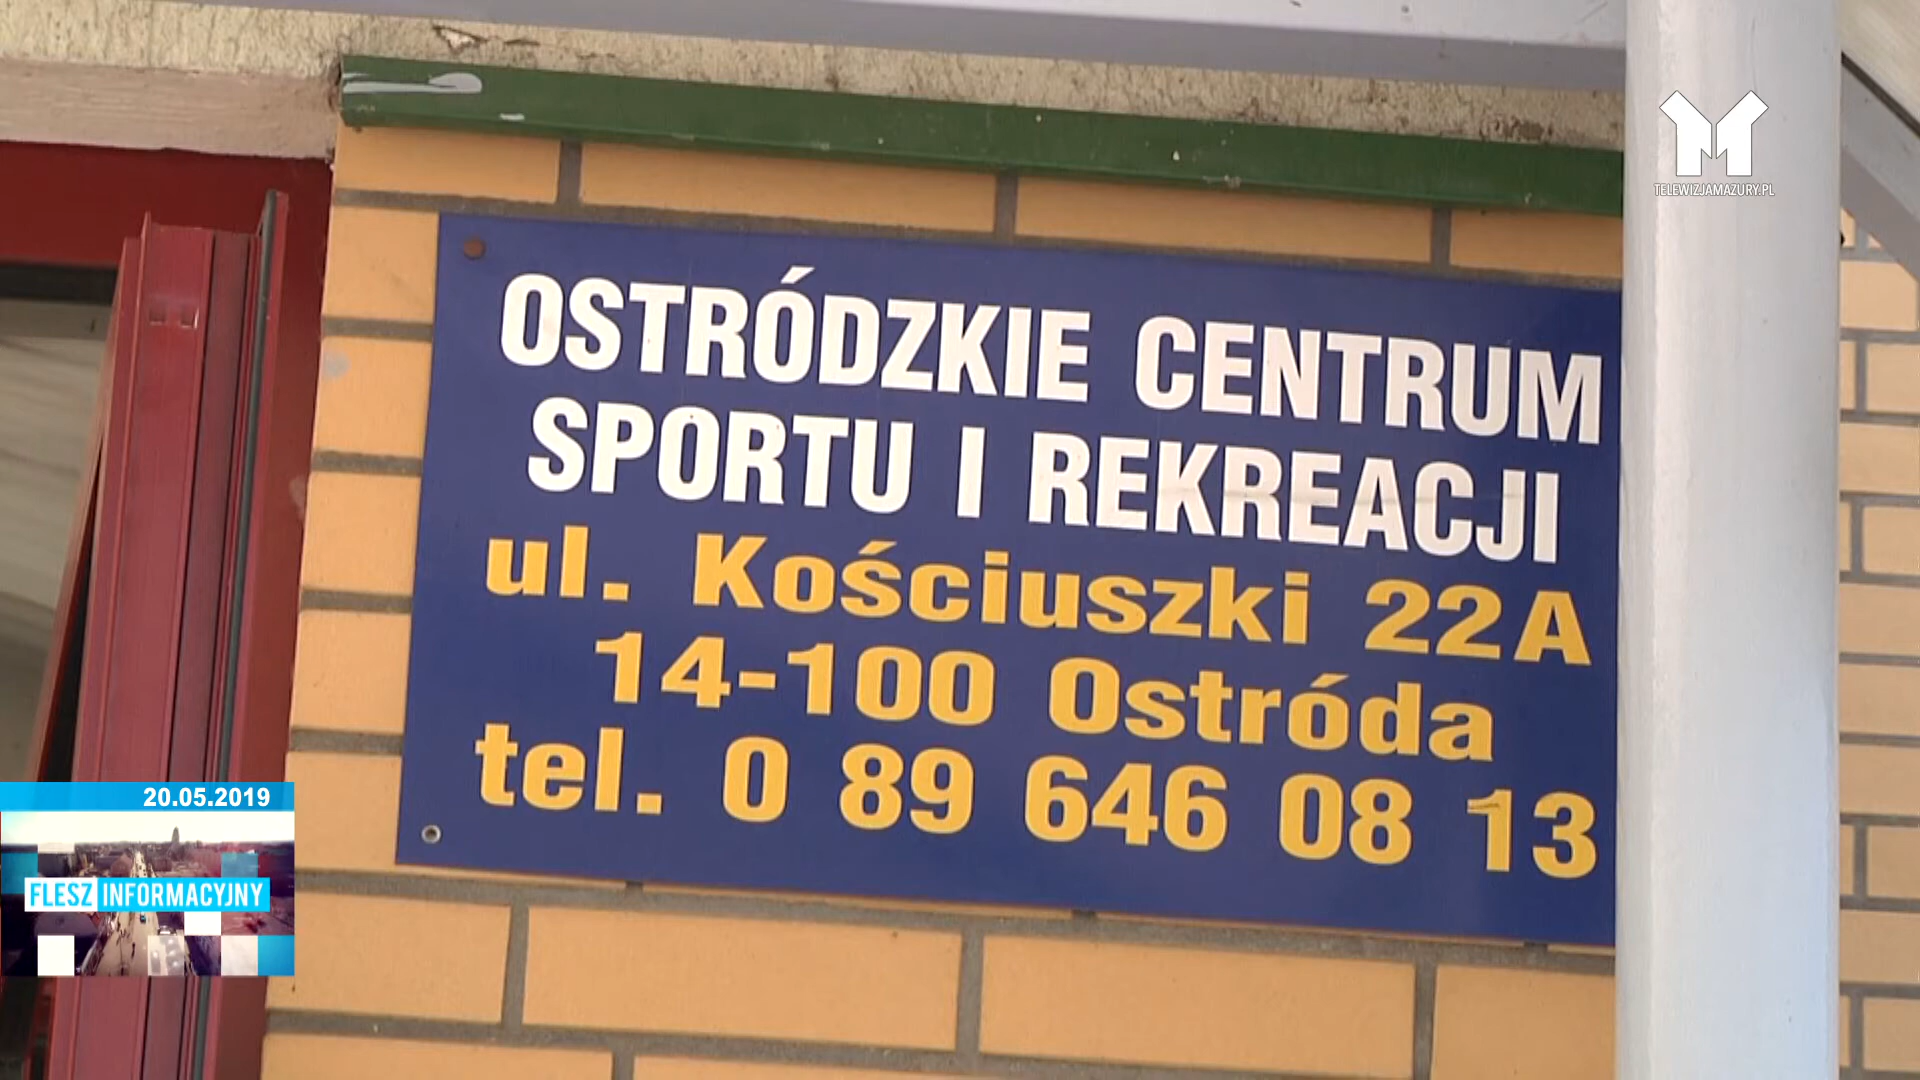 TELEWIZJAMAZURY.PL
OSTRÓDZKIE CENTRUM
SPORTU I REKREACJI
ul. Kościuszki 22A
14-100 Ostróda
tel. 0 89 646 08 13
20.05.2019
FLESZ INFORMACYJNY